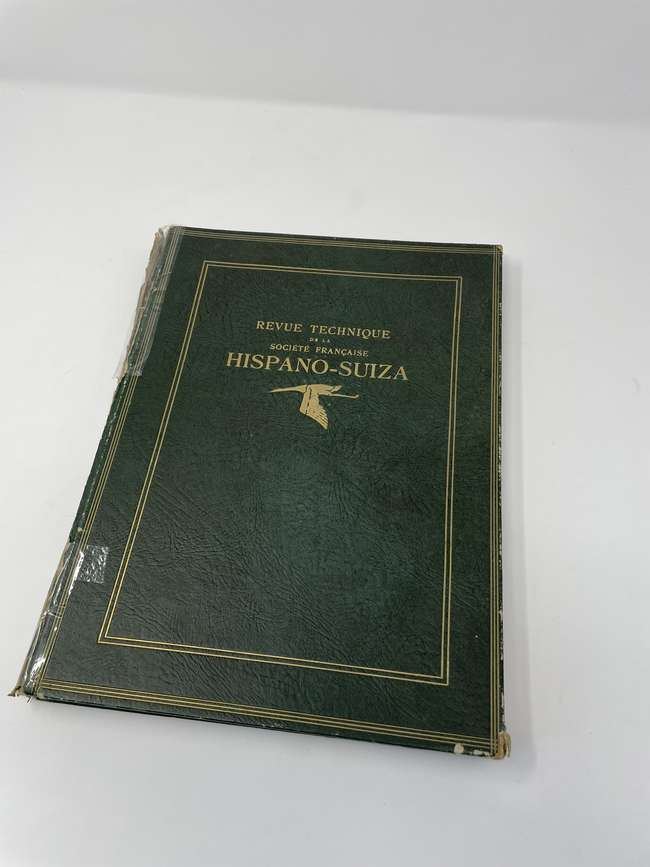 REVUE TECHNIQUE
DE LA
SOCIÉTÉ FRANÇAISE
HISPANO-SUIZA